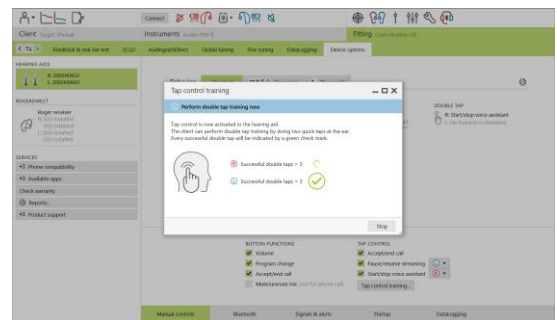 Connect
Client
Instruments
Fitting
Feedback & real ear test
AudiogramDirect
Global tuning
Fine tuning
DataLogging
Device options
HEARING AIDS
ROGERDIRECT
Roger receiver
SERVICES
Phone compatibility
Available apps
Check warranty
Reports...
Product support
Tap control training
Perform double tap training now
Tap control is now activated in the hearing aid.
The client can perform double tap training by doing two quick taps at the ear.
Every successful double tap will be indicated by a green check mark.
R Successful double taps = 3
L Successful double taps = 3
Stop
DOUBLE TAP
R: Start/stop voice assistant
BUTTON FUNCTIONS
Volume
Program change
Accept/end call
TAP CONTROL
Accept/end call
Pause/resume streaming
Start/stop voice assistant
Tap control training...
Manual controls
Bluetooth
Signals & alerts
Startup
DataLogging